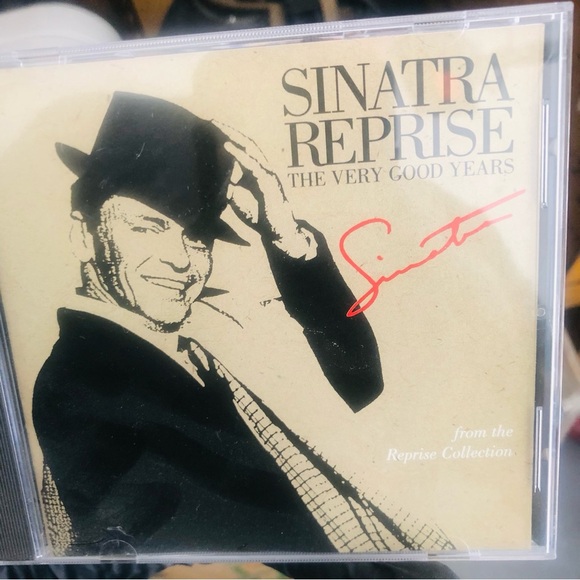 SINATRA
REPRISE
THE VERY GOOD YEARS
Sinatra
from the
Reprise Collection